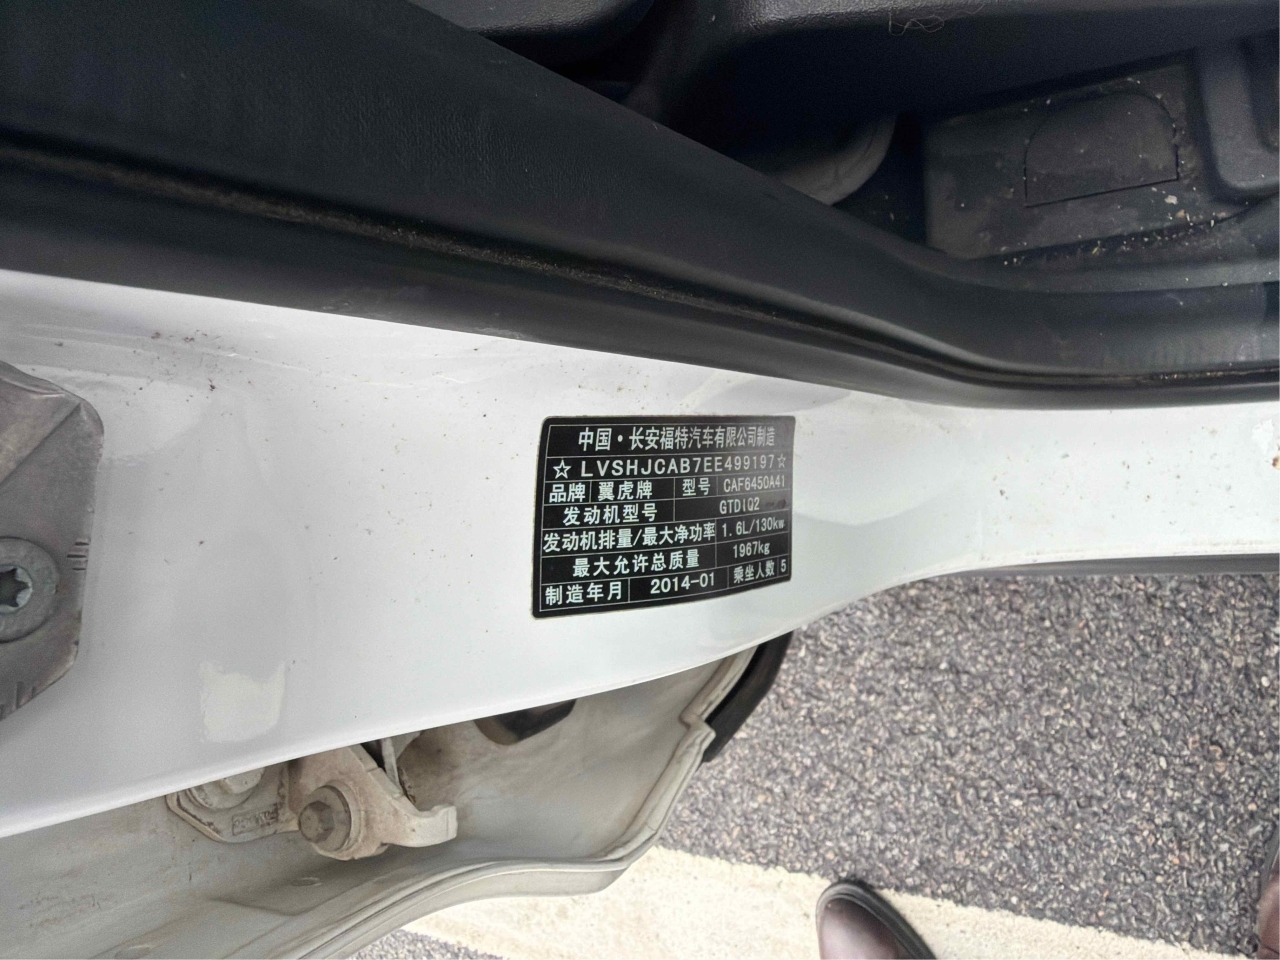 中国·长安福特汽车有限公司制造
☆LVSHJCAB7EE499197☆
品牌 翼虎牌 型号 CAF6450A41
发动机型号 GTDIQ2
发动机排量/最大净功率 1.6L/130kw
最大允许总质量 1967kg
制造年月 2014-01 乘坐人数 5